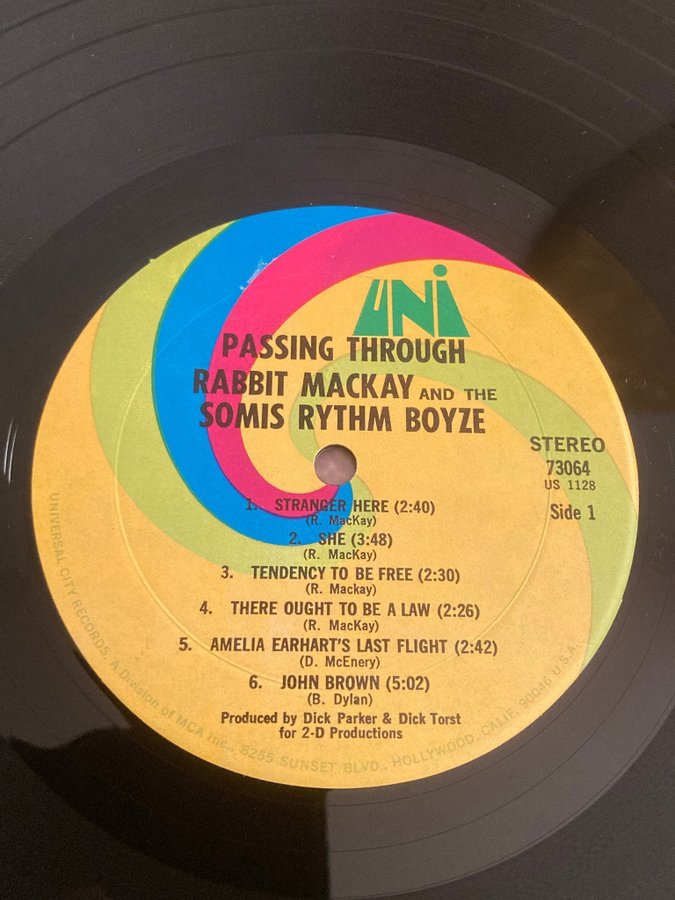 UNI
PASSING THROUGH
RABBIT MACKAY AND THE
SOMIS RYTHM BOYZE
STEREO
73064
US 1128
Side 1
1. STRANGER HERE (2:40)
(R. MacKay)
2. SHE (3:48)
(R. MacKay)
3. TENDENCY TO BE FREE (2:30)
(R. Mackay)
4. THERE OUGHT TO BE A LAW (2:26)
(R. MacKay)
5. AMELIA EARHART'S LAST FLIGHT (2:42)
(D. McEnery)
6. JOHN BROWN (5:02)
(B. Dylan)
Produced by Dick Parker & Dick Torst
for 2-D Productions
UNIVERSAL CITY RECORDS, A Division of MCA Inc., 8255 SUNSET BLVD., HOLLYWOOD, CALIF. 90046 U.S.A.